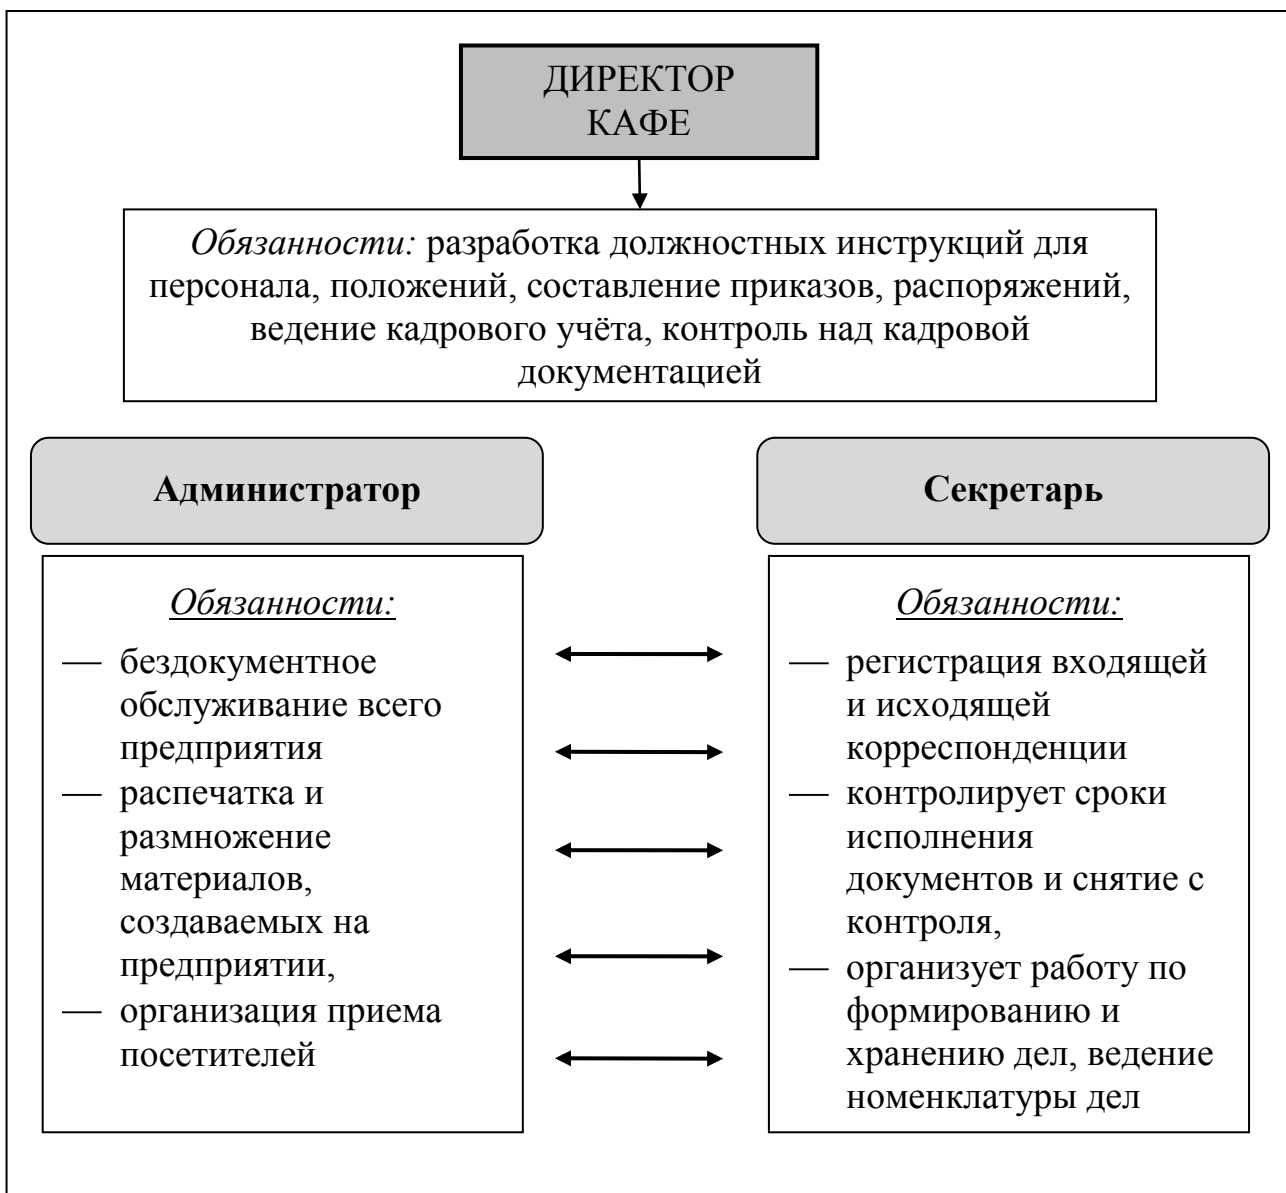 ДИРЕКТОР
КАФЕ
Обязанности: разработка должностных инструкций для
персонала, положений, составление приказов, распоряжений,
ведение кадрового учёта, контроль над кадровой
документацией
Администратор
Обязанности:
— бездокументное
обслуживание всего
предприятия
— распечатка и
размножение
материалов,
создаваемых на
предприятии,
— организация приема
посетителей
Секретарь
Обязанности:
— регистрация входящей
и исходящей
корреспонденции
— контролирует сроки
исполнения
документов и снятие с
контроля,
— организует работу по
формированию и
хранению дел, ведение
номенклатуры дел